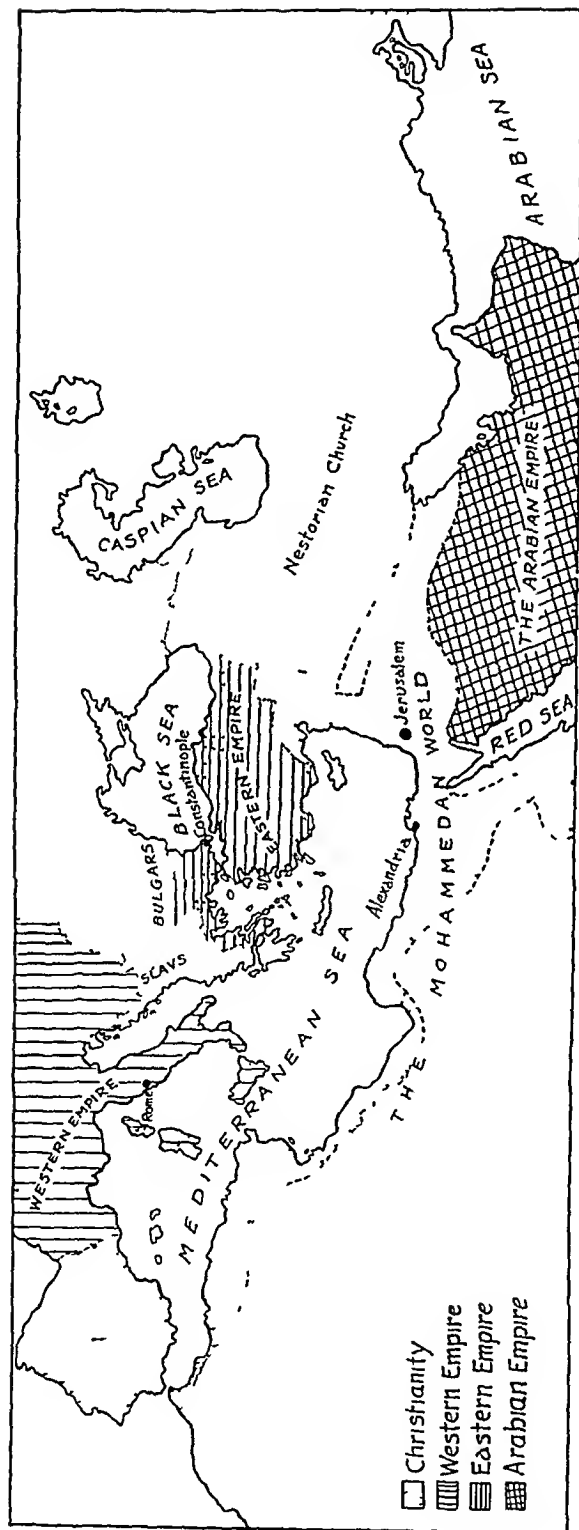 WESTERN EMPIRE
SLAVS
BULGARS
BLACK SEA
Constantinople
EASTERN EMPIRE
CASPIAN SEA
Rome
MEDITERRANEAN SEA
Alexandria
Jerusalem
Nestorian Church
THE MOHAMMEDAN WORLD
RED SEA
THE ARABIAN EMPIRE
ARABIAN SEA
Christianity
Western Empire
Eastern Empire
Arabian Empire